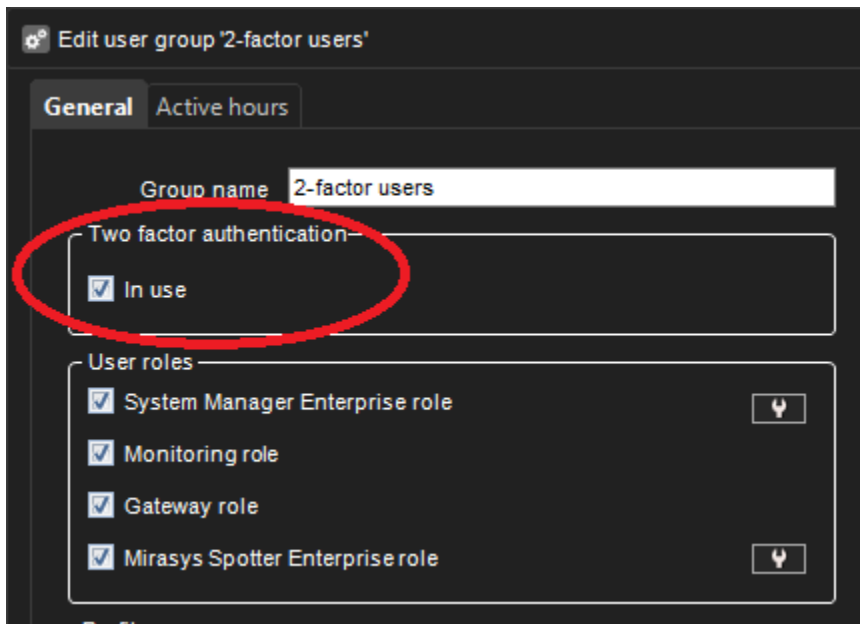 Edit user group '2-factor users'
General Active hours
Group name 2-factor users
Two factor authentication
In use
User roles
System Manager Enterprise role
Monitoring role
Gateway role
Mirasys Spotter Enterprise role